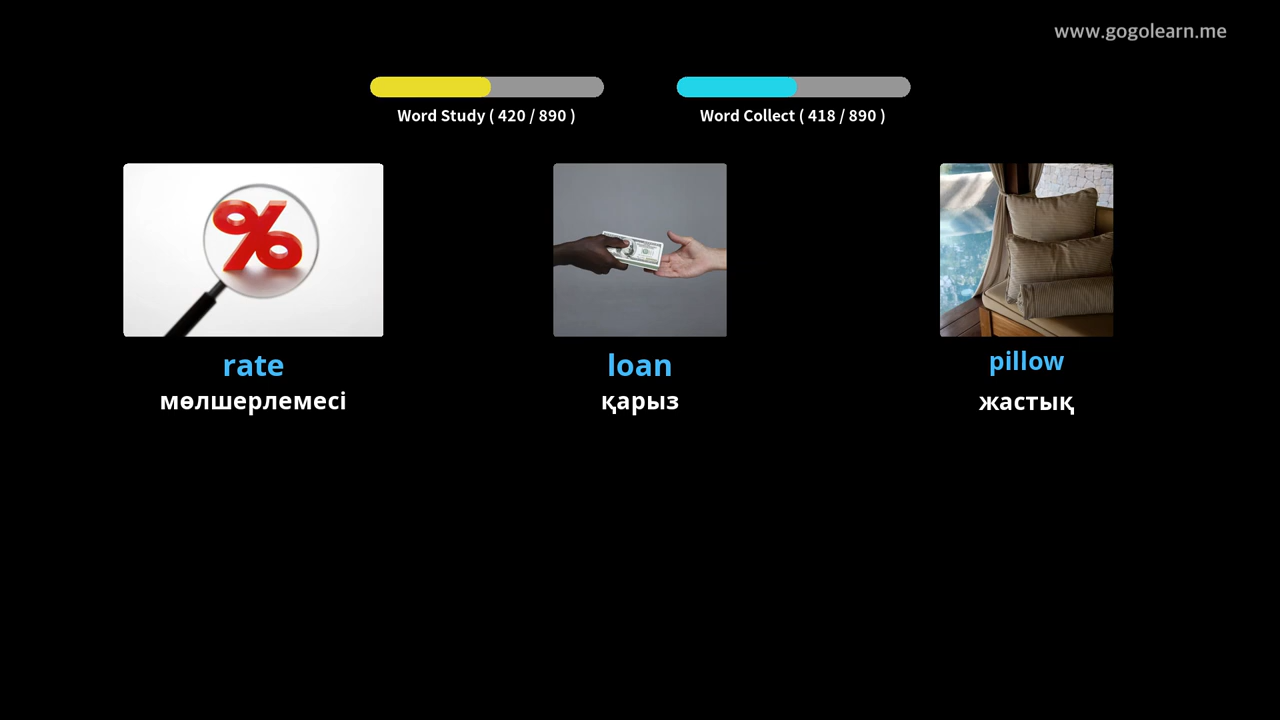 www.gogolearn.me
Word Study ( 420 / 890 )
Word Collect ( 418 / 890 )
%
rate
мөлшерлемесі
loan
қарыз
pillow
жастық